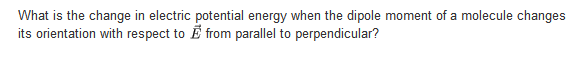 What is the change in electric potential energy when the dipole moment of a molecule changes
its orientation with respect to $\vec{E}$ from parallel to perpendicular?